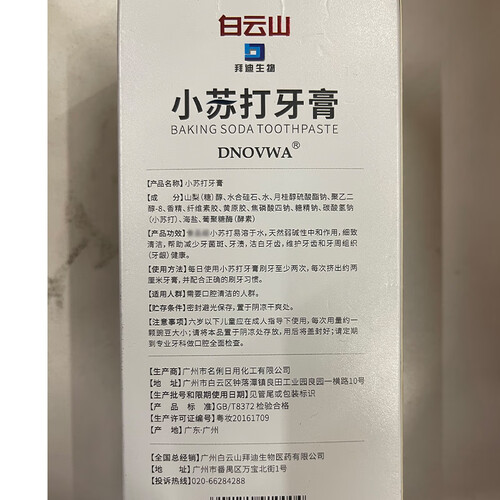 白云山
拜迪生物
小苏打牙膏
BAKING SODA TOOTHPASTE
DNOVWA®
【产品名称】小苏打牙膏
【成 分】山梨(糖)醇、水合硅石、水、月桂醇硫酸酯钠、聚乙二
醇-8、香精、纤维素胶、黄原胶、焦磷酸四钠、糖精钠、碳酸氢钠
(小苏打)、海盐、葡聚糖酶(酵素)
【产品功效】小苏打易溶于水，天然弱碱性中和作用，细致
清洁，帮助减少牙菌斑、牙渍，洁白牙齿，维护牙齿和牙周组织
(牙龈)健康。
【使用方法】每日使用小苏打牙膏刷牙至少两次，每次挤出约两
厘米牙膏，并配合正确的刷牙习惯。
【适用人群】需要口腔清洁的人群。
【贮存条件】密封避光保存，置于阴凉干爽处。
【注意事项】六岁以下儿童应在成人指导下使用，每次用量约一
颗豌豆大小；请将本品置于阴凉处存放，用后将盖封好；请定期
到专业牙科做口腔全面检查。
【生产商】广州市名俐日用化工有限公司
【地 址】广州市白云区钟落潭镇良田工业园良园一横路10号
【生产批号和限期使用日期】见管尾或包装标识
【产 品 标 准】GB/T8372 检验合格
【生产许可证编号】粤妆20161709
【产 地】广东·广州
【全国总经销】广州白云山拜迪生物医药有限公司
【地 址】广州市番禺区万宝北街1号
【投诉热线】020-66284288